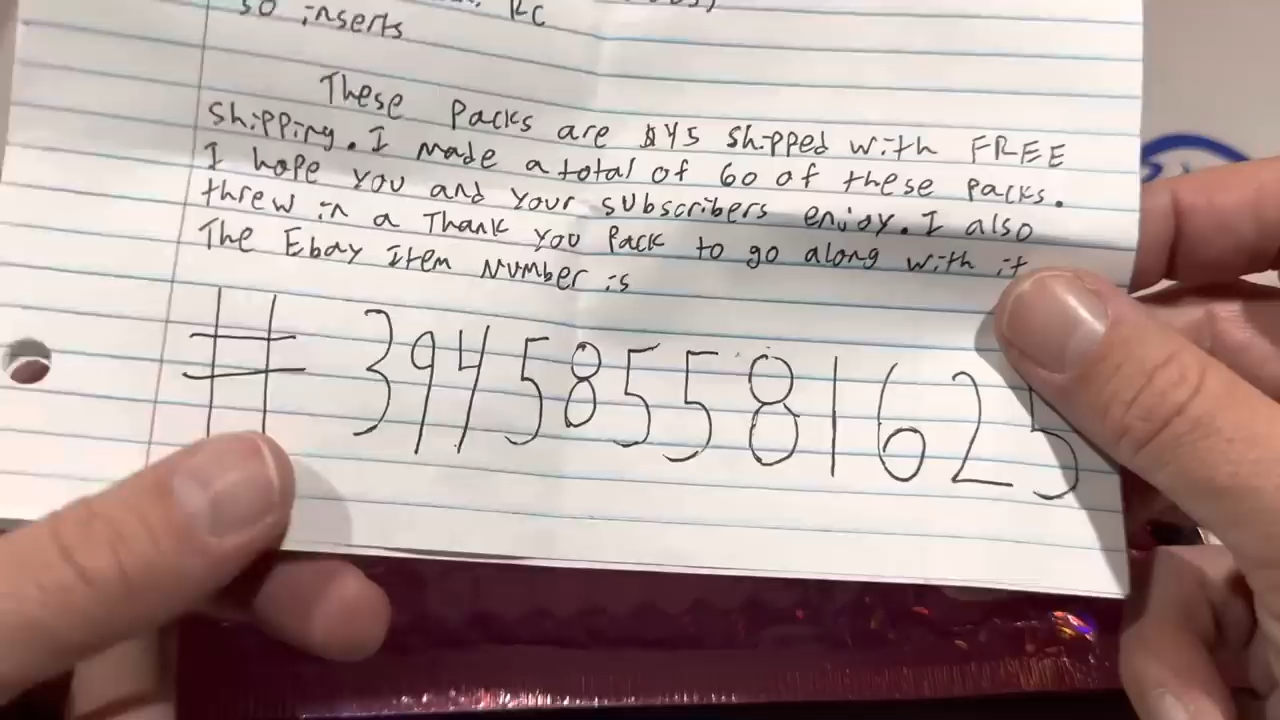 50 inserts
These Packs are $45 shipped with FREE
shipping. I made a total of 60 of these packs.
I hope you and your subscribers enjoy. I also
threw in a Thank you Pack to go along with it
The Ebay Item Number is
# 394585581625